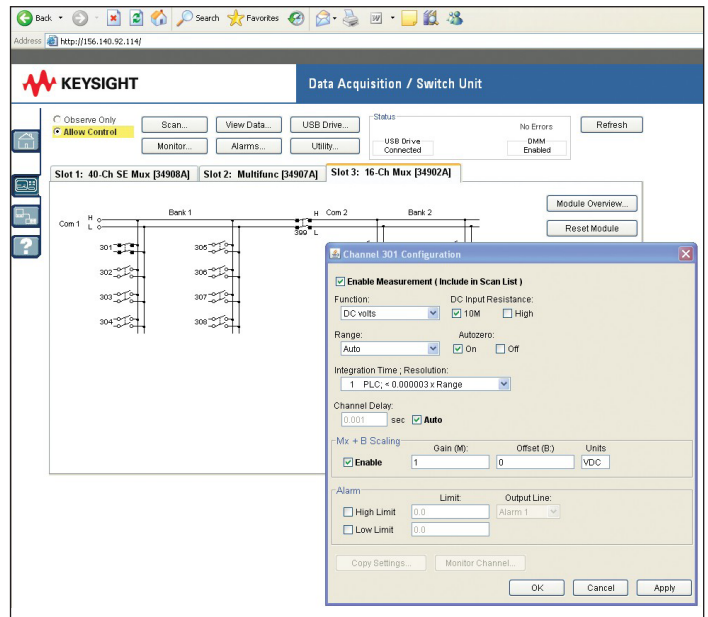 Back Search Favorites
Address http://156.140.92.114/
KEYSIGHT Data Acquisition / Switch Unit
Observe Only
Allow Control
Scan... View Data... USB Drive...
Monitor... Alarms... Utility...
Status
No Errors
USB Drive Connected
DMM Enabled
Refresh
Slot 1: 40-Ch SE Mux [34908A] Slot 2: Multifunc [34907A] Slot 3: 16-Ch Mux [34902A]
Module Overview...
Reset Module
Com 1 H L Bank 1 H Com 2 Bank 2
399 L
301 305
302 306
303 307
304 308
Channel 301 Configuration
Enable Measurement ( Include in Scan List )
Function: DC Input Resistance:
DC volts 10M High
Range: Autozero:
Auto On Off
Integration Time ; Resolution:
1 PLC; < 0.000003 x Range
Channel Delay:
0.001 sec Auto
Mx + B Scaling
Gain (M): Offset (B:) Units
Enable 1 0 VDC
Alarm
Limit: Output Line:
High Limit 0.0 Alarm 1
Low Limit 0.0
Copy Settings... Monitor Channel...
OK Cancel Apply